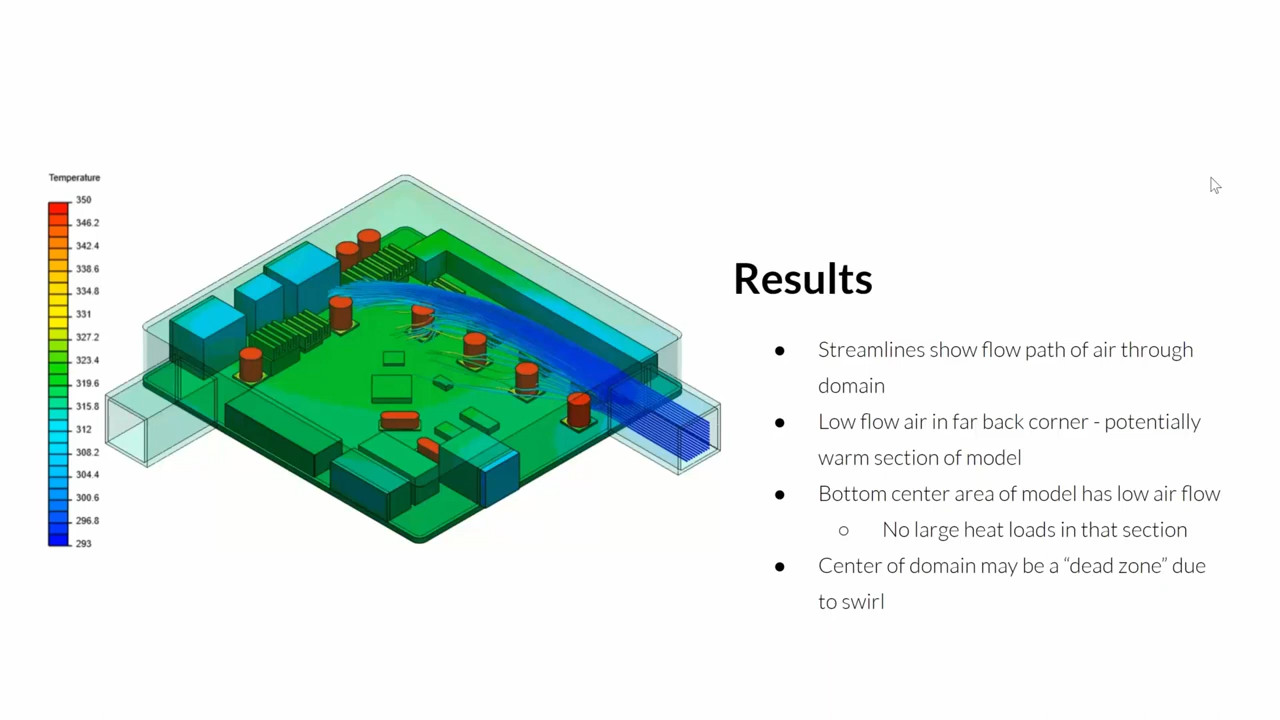 Temperature
350
346.2
342.4
338.6
334.8
331
327.2
323.4
319.6
315.8
312
308.2
304.4
300.6
296.8
293
Results
● Streamlines show flow path of air through
domain
● Low flow air in far back corner - potentially
warm section of model
● Bottom center area of model has low air flow
○ No large heat loads in that section
● Center of domain may be a “dead zone” due
to swirl